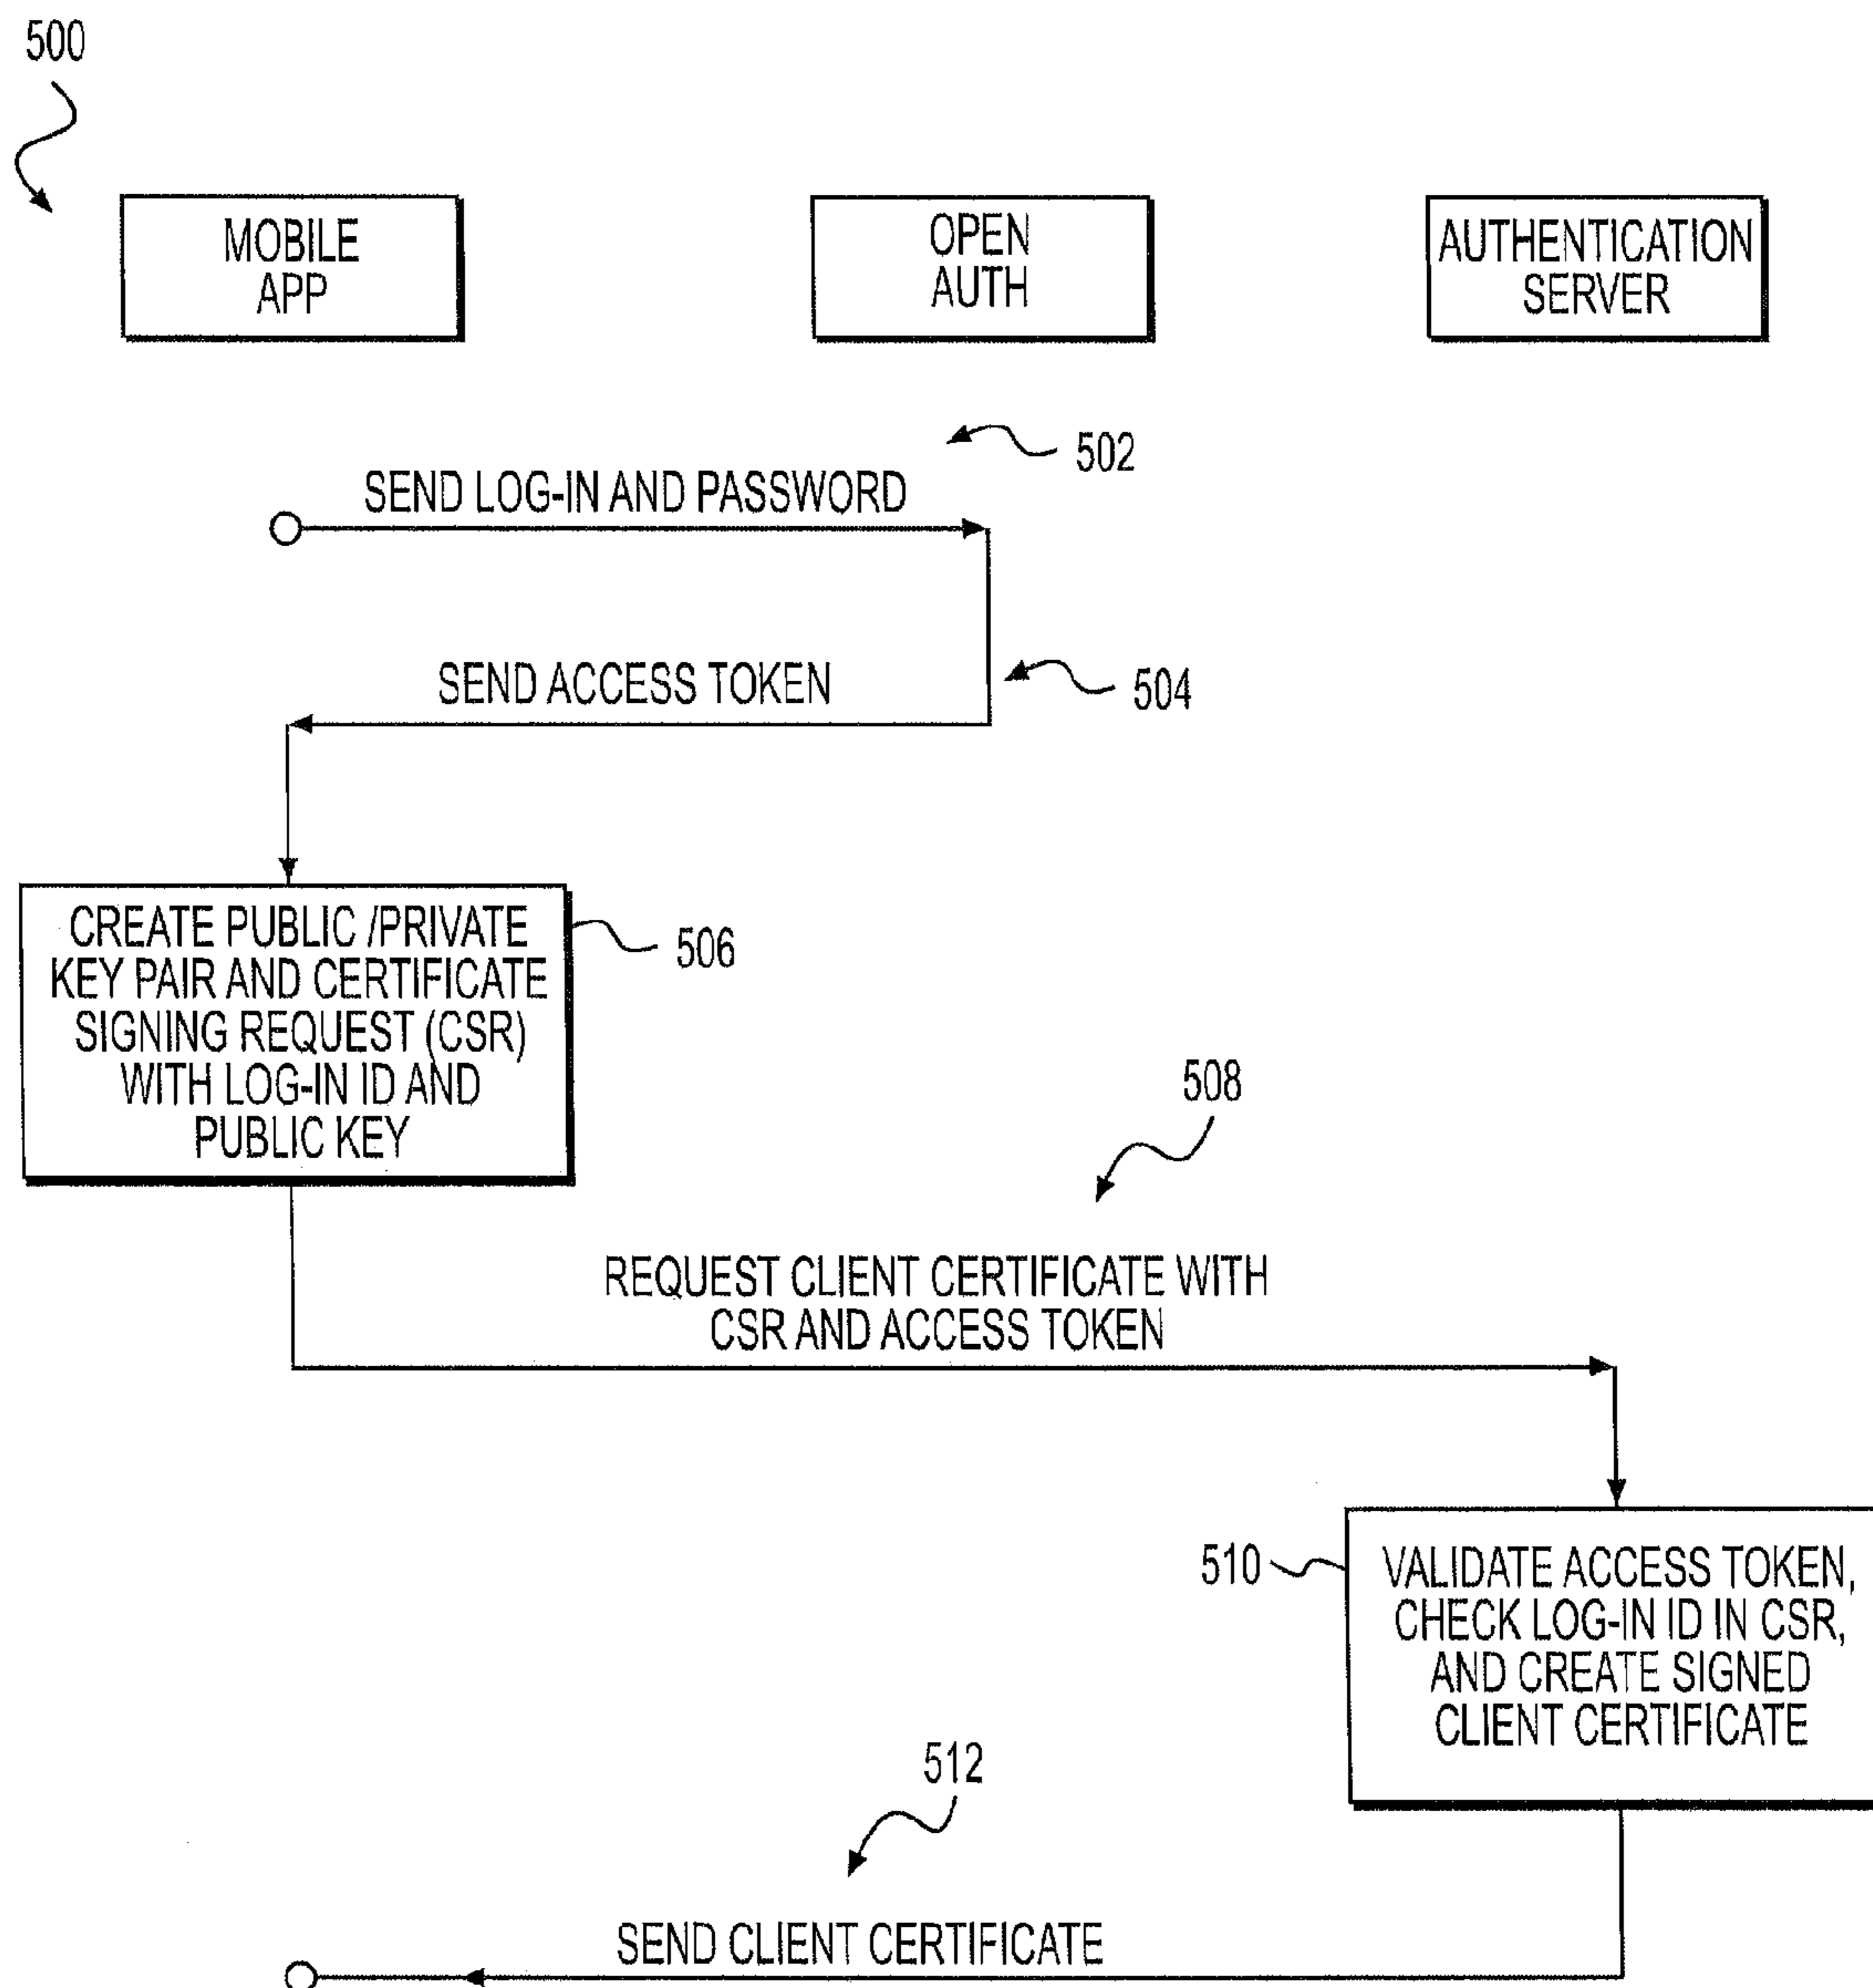 500
MOBILE
APP
OPEN
AUTH
AUTHENTICATION
SERVER
502
SEND LOG-IN AND PASSWORD
SEND ACCESS TOKEN
504
CREATE PUBLIC /PRIVATE
KEY PAIR AND CERTIFICATE
SIGNING REQUEST (CSR)
WITH LOG-IN ID AND
PUBLIC KEY
506
508
REQUEST CLIENT CERTIFICATE WITH
CSR AND ACCESS TOKEN
510
VALIDATE ACCESS TOKEN,
CHECK LOG-IN ID IN CSR,
AND CREATE SIGNED
CLIENT CERTIFICATE
512
SEND CLIENT CERTIFICATE